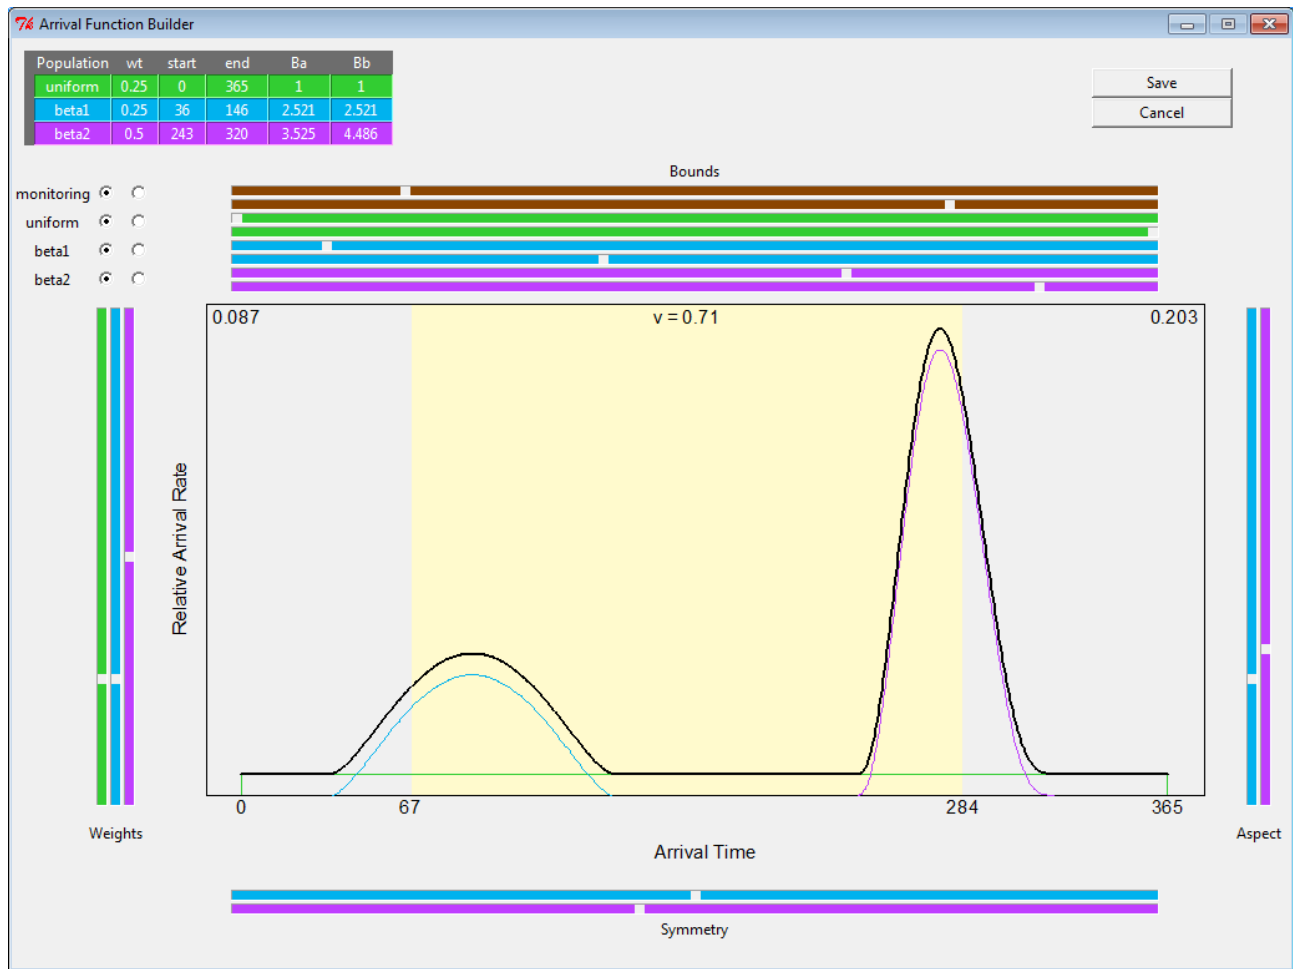 Arrival Function Builder
Population wt start end Ba Bb
uniform 0.25 0 365 1 1
beta1 0.25 36 146 2.521 2.521
beta2 0.5 243 320 3.525 4.486
Save
Cancel
Bounds
monitoring
uniform
beta1
beta2
0.087 v = 0.71 0.203
Relative Arrival Rate
0 67 284 365
Weights
Aspect
Arrival Time
Symmetry